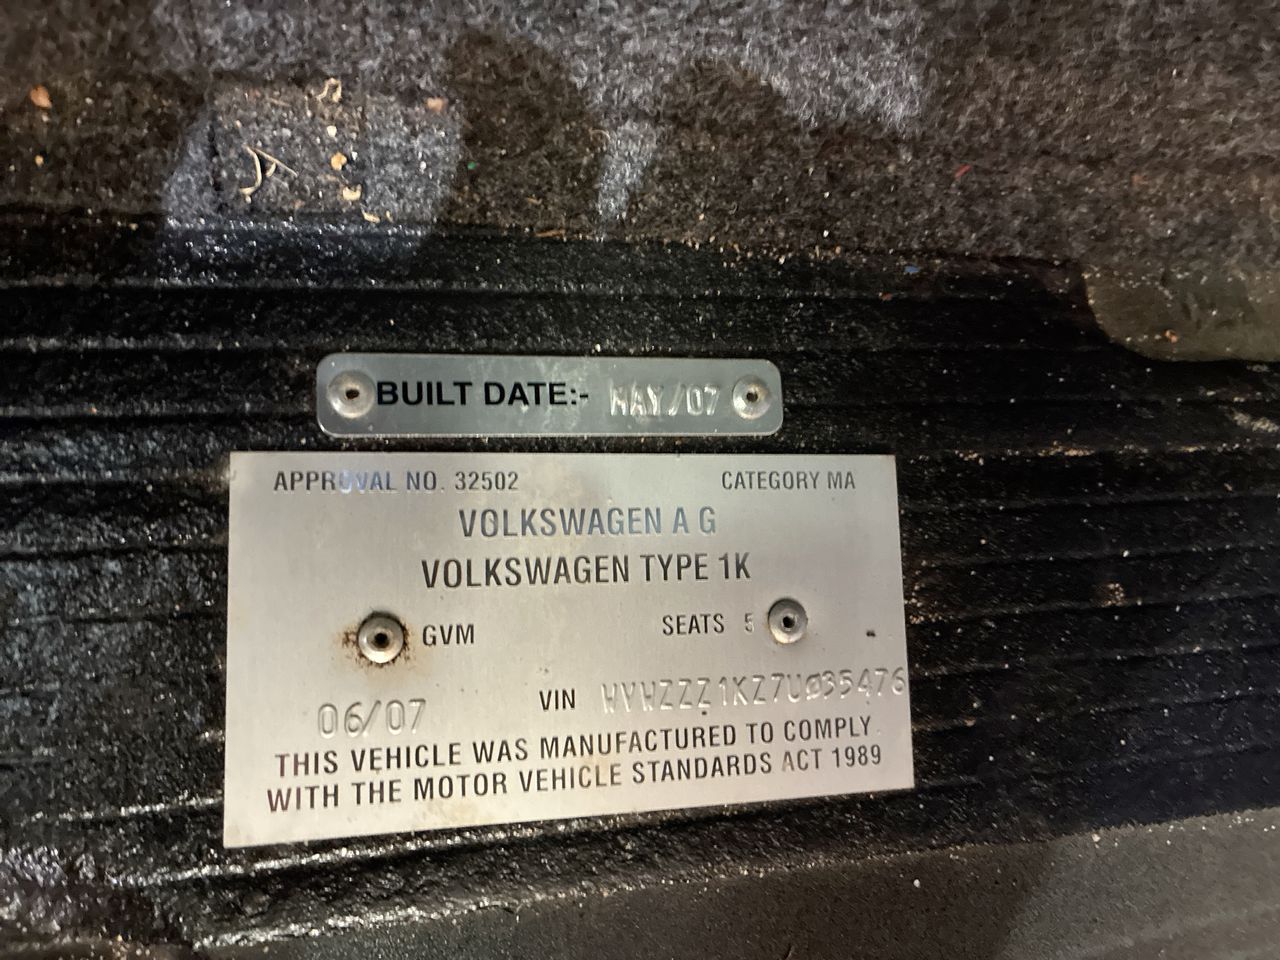 BUILT DATE:- MAY/07
APPROVAL NO. 32502 CATEGORY MA
VOLKSWAGEN A G
VOLKSWAGEN TYPE 1K
GVM SEATS 5
06/07 VIN WVWZZZ1KZ7U035476
THIS VEHICLE WAS MANUFACTURED TO COMPLY
WITH THE MOTOR VEHICLE STANDARDS ACT 1989